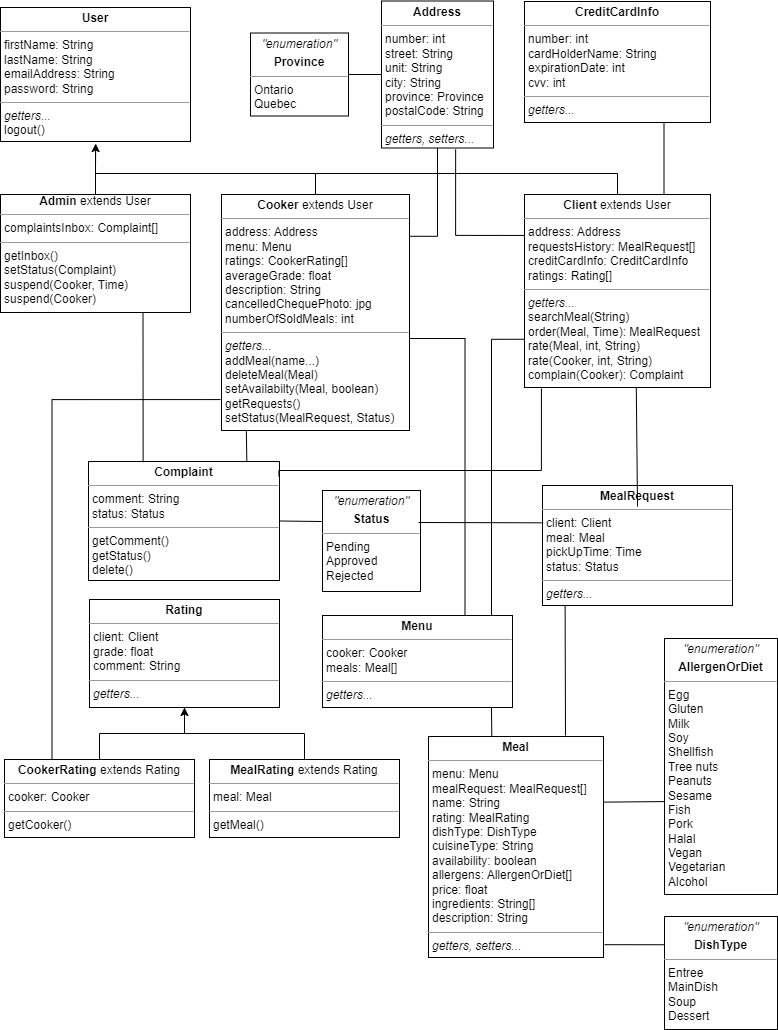 User
firstName: String
lastName: String
emailAddress: String
password: String
getters...
logout()
"enumeration"
Province
Ontario
Quebec
Address
number: int
street: String
unit: String
city: String
province: Province
postalCode: String
getters, setters...
CreditCardInfo
number: int
cardHolderName: String
expirationDate: int
cvv: int
getters...
Admin extends User
complaintsInbox: Complaint[]
getInbox()
setStatus(Complaint)
suspend(Cooker, Time)
suspend(Cooker)
Cooker extends User
address: Address
menu: Menu
ratings: CookerRating[]
averageGrade: float
description: String
cancelledChequePhoto: jpg
numberOfSoldMeals: int
getters...
addMeal(name...)
deleteMeal(Meal)
setAvailabilty(Meal, boolean)
getRequests()
setStatus(MealRequest, Status)
Client extends User
address: Address
requestsHistory: MealRequest[]
creditCardInfo: CreditCardInfo
ratings: Rating[]
getters...
searchMeal(String)
order(Meal, Time): MealRequest
rate(Meal, int, String)
rate(Cooker, int, String)
complain(Cooker): Complaint
Complaint
comment: String
status: Status
getComment()
getStatus()
delete()
"enumeration"
Status
Pending
Approved
Rejected
MealRequest
client: Client
meal: Meal
pickUpTime: Time
status: Status
getters...
Rating
client: Client
grade: float
comment: String
getters...
Menu
cooker: Cooker
meals: Meal[]
getters...
"enumeration"
AllergenOrDiet
Egg
Gluten
Milk
Soy
Shellfish
Tree nuts
Peanuts
Sesame
Fish
Pork
Halal
Vegan
Vegetarian
Alcohol
CookerRating extends Rating
cooker: Cooker
getCooker()
MealRating extends Rating
meal: Meal
getMeal()
Meal
menu: Menu
mealRequest: MealRequest[]
name: String
rating: MealRating
dishType: DishType
cuisineType: String
availability: boolean
allergens: AllergenOrDiet[]
price: float
ingredients: String[]
description: String
getters, setters...
"enumeration"
DishType
Entree
MainDish
Soup
Dessert